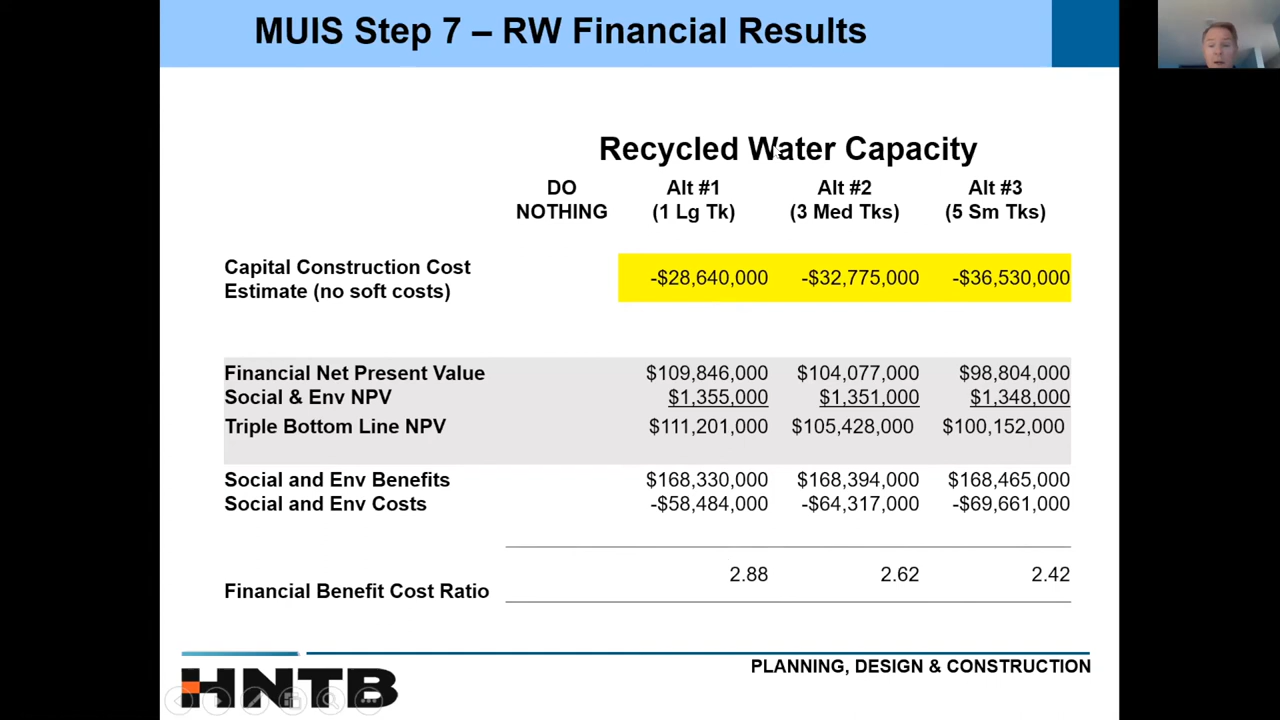 MUIS Step 7 – RW Financial Results
Recycled Water Capacity
DO NOTHING Alt #1 (1 Lg Tk) Alt #2 (3 Med Tks) Alt #3 (5 Sm Tks)
Capital Construction Cost Estimate (no soft costs) -$28,640,000 -$32,775,000 -$36,530,000
Financial Net Present Value $109,846,000 $104,077,000 $98,804,000
Social & Env NPV $1,355,000 $1,351,000 $1,348,000
Triple Bottom Line NPV $111,201,000 $105,428,000 $100,152,000
Social and Env Benefits $168,330,000 $168,394,000 $168,465,000
Social and Env Costs -$58,484,000 -$64,317,000 -$69,661,000
Financial Benefit Cost Ratio 2.88 2.62 2.42
HNTB
PLANNING, DESIGN & CONSTRUCTION